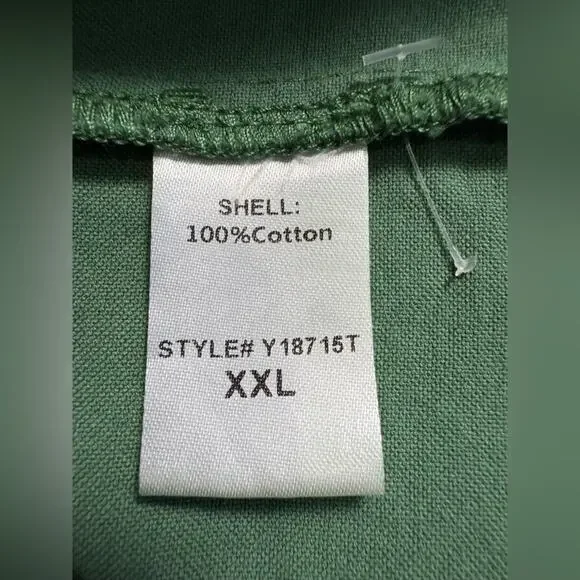 SHELL:
100%Cotton
STYLE# Y18715T
XXL